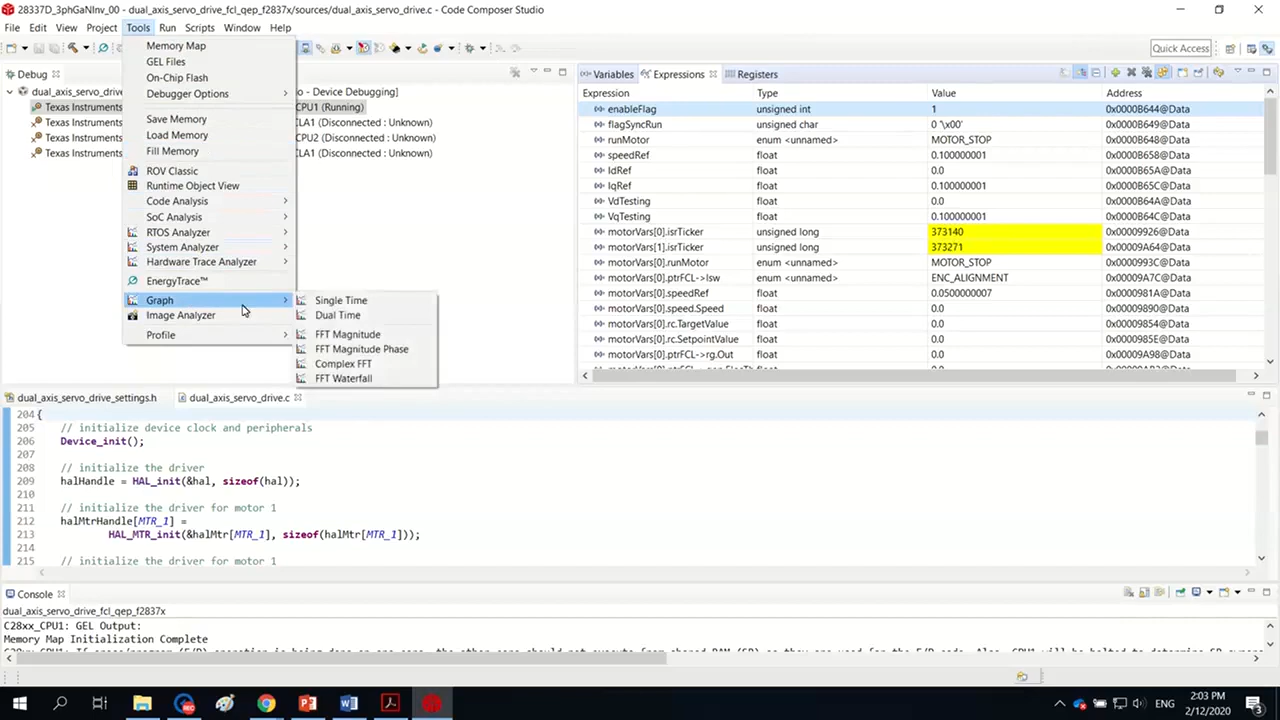 28337D_3phGaNInv_00 - dual_axis_servo_drive_fcl_qep_f2837x/sources/dual_axis_servo_drive.c - Code Composer Studio
File Edit View Project Tools Run Scripts Window Help
Quick Access
Memory Map
GEL Files
On-Chip Flash
Debugger Options
Save Memory
Load Memory
Fill Memory
ROV Classic
Runtime Object View
Code Analysis
SoC Analysis
RTOS Analyzer
System Analyzer
Hardware Trace Analyzer
EnergyTrace™
Graph
Image Analyzer
Profile
Single Time
Dual Time
FFT Magnitude
FFT Magnitude Phase
Complex FFT
FFT Waterfall
Debug
dual_axis_servo_driv o - Device Debugging]
Texas Instruments CPU1 (Running)
Texas Instruments CLA1 (Disconnected : Unknown)
Texas Instruments CPU2 (Disconnected : Unknown)
Texas Instruments CLA1 (Disconnected : Unknown)
Variables Expressions Registers
Expression Type Value Address
enableFlag unsigned int 1 0x0000B644@Data
flagSyncRun unsigned char 0 '\x00' 0x0000B649@Data
runMotor enum <unnamed> MOTOR_STOP 0x0000B648@Data
speedRef float 0.100000001 0x0000B658@Data
IdRef float 0.0 0x0000B65A@Data
IqRef float 0.100000001 0x0000B65C@Data
VdTesting float 0.0 0x0000B64A@Data
VqTesting float 0.100000001 0x0000B64C@Data
motorVars[0].isrTicker unsigned long 373140 0x00009926@Data
motorVars[1].isrTicker unsigned long 373271 0x00009A64@Data
motorVars[0].runMotor enum <unnamed> MOTOR_STOP 0x0000993C@Data
motorVars[0].ptrFCL->lsw enum <unnamed> ENC_ALIGNMENT 0x00009A7C@Data
motorVars[0].speedRef float 0.0500000007 0x000098F4@Data
motorVars[0].speed.Speed float 0.0 0x00009808@Data
motorVars[0].rc.TargetValue float 0.0 0x00009854@Data
motorVars[0].rc.SetpointValue float 0.0 0x0000985E@Data
motorVars[0].ptrFCL->rg.Out float 0.0 0x00009A98@Data
dual_axis_servo_drive_settings.h dual_axis_servo_drive.c
204 {
205 // initialize device clock and peripherals
206 Device_init();
207
208 // initialize the driver
209 halHandle = HAL_init(&hal, sizeof(hal));
210
211 // initialize the driver for motor 1
212 halMtrHandle[MTR_1] =
213 HAL_MTR_init(&halMtr[MTR_1], sizeof(halMtr[MTR_1]));
214
215 // initialize the driver for motor 1
Console
dual_axis_servo_drive_fcl_qep_f2837x
C28xx_CPU1: GEL Output:
Memory Map Initialization Complete
ENG
2:03 PM
2/12/2020
3